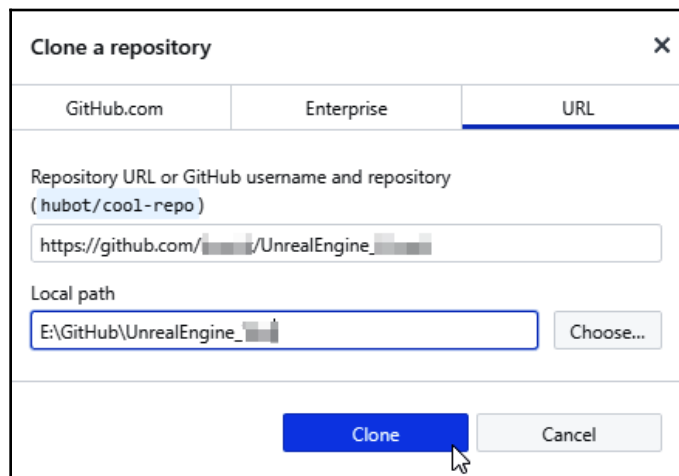 Clone a repository
GitHub.com Enterprise URL
Repository URL or GitHub username and repository
(hubot/cool-repo)
https://github.com/ /UnrealEngine_
Local path
E:\GitHub\UnrealEngine_
Choose...
Clone Cancel